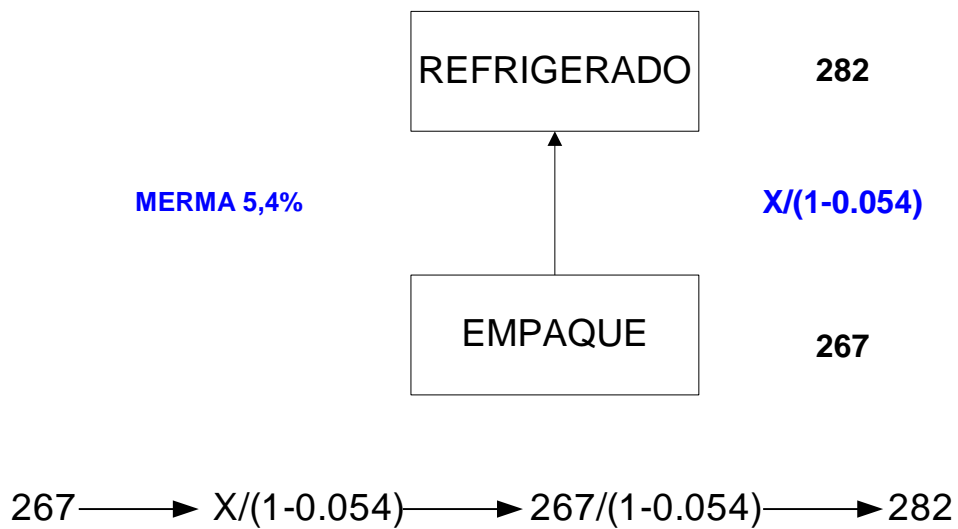 REFRIGERADO 282
MERMA 5,4% X/(1-0.054)
EMPAQUE 267
267 X/(1-0.054) 267/(1-0.054) 282